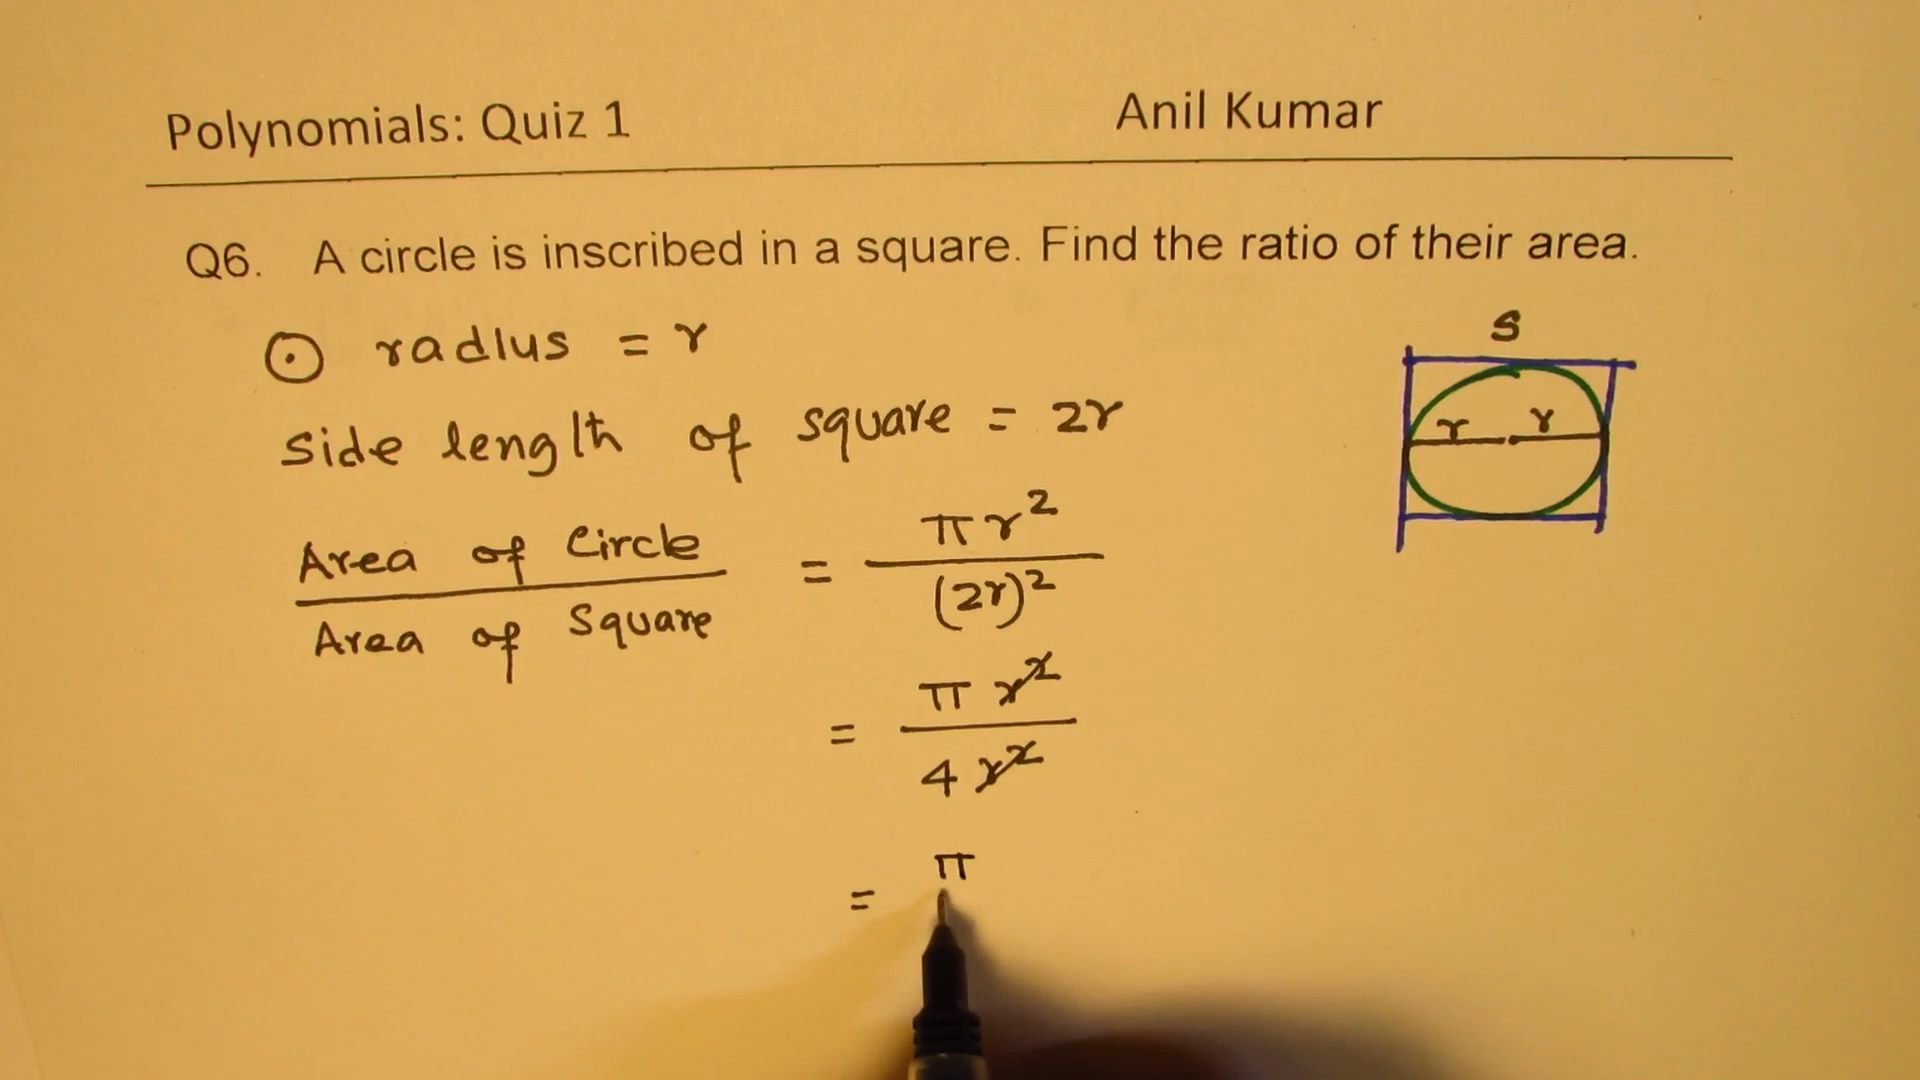 Polynomials: Quiz 1 Anil Kumar
Q6. A circle is inscribed in a square. Find the ratio of their area.
⊙ radius = r
S
side length of square = 2r
r r
Area of Circle / Area of Square = πr² / (2r)²
= πr² / 4r²
= π